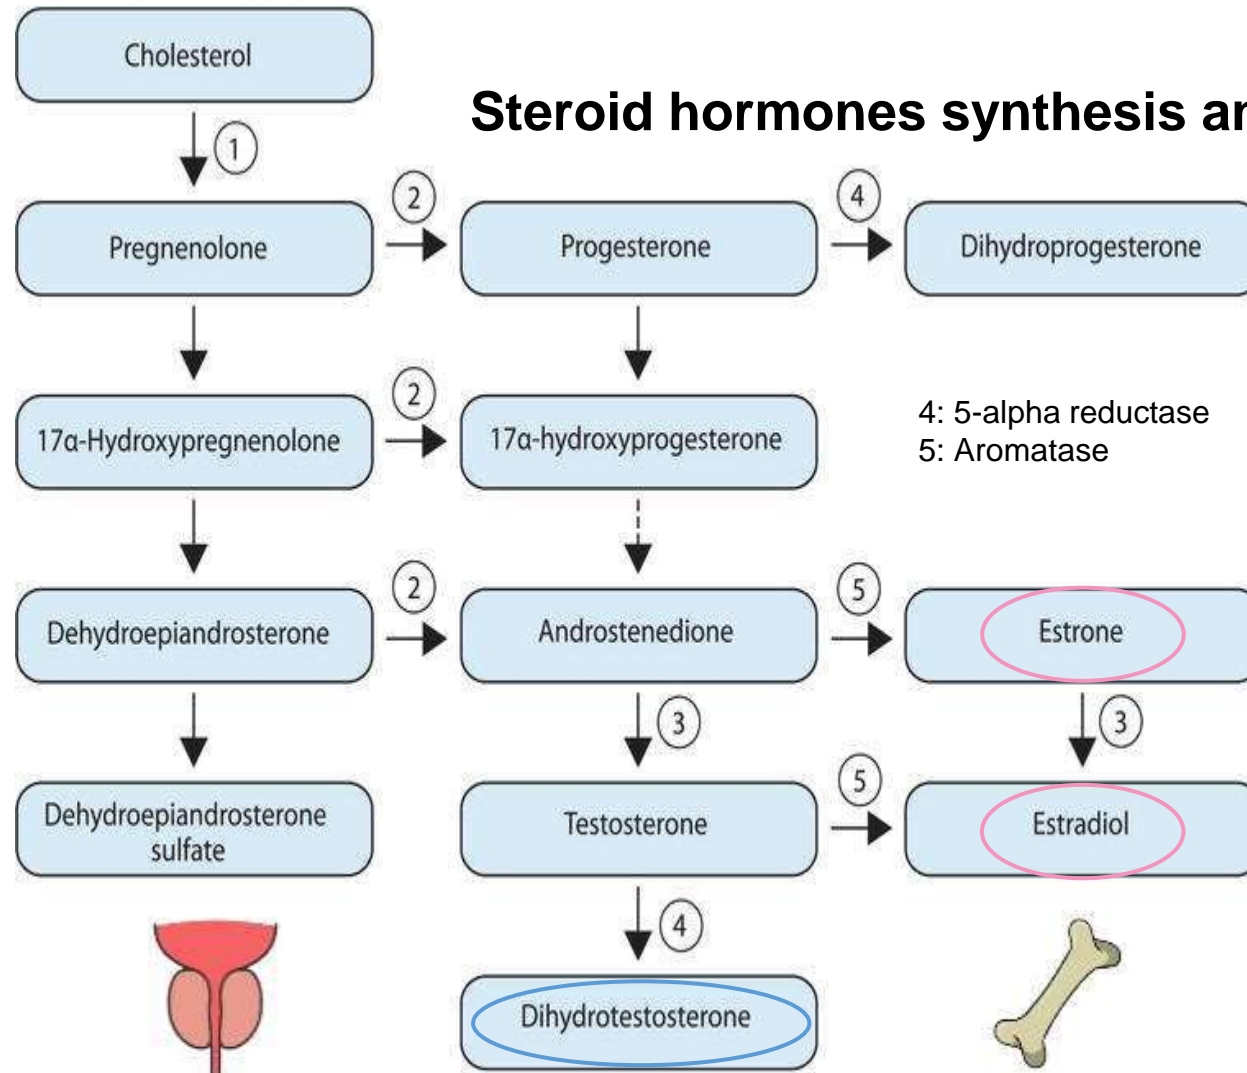 Cholesterol
Steroid hormones synthesis
1
2
4
Pregnenolone
Progesterone
Dihydroprogesterone
2
17α-Hydroxypregnenolone
17α-hydroxyprogesterone
4: 5-alpha reductase
5: Aromatase
2
5
Dehydroepiandrosterone
Androstenedione
Estrone
3
3
5
Dehydroepiandrosterone
sulfate
Testosterone
Estradiol
4
Dihydrotestosterone